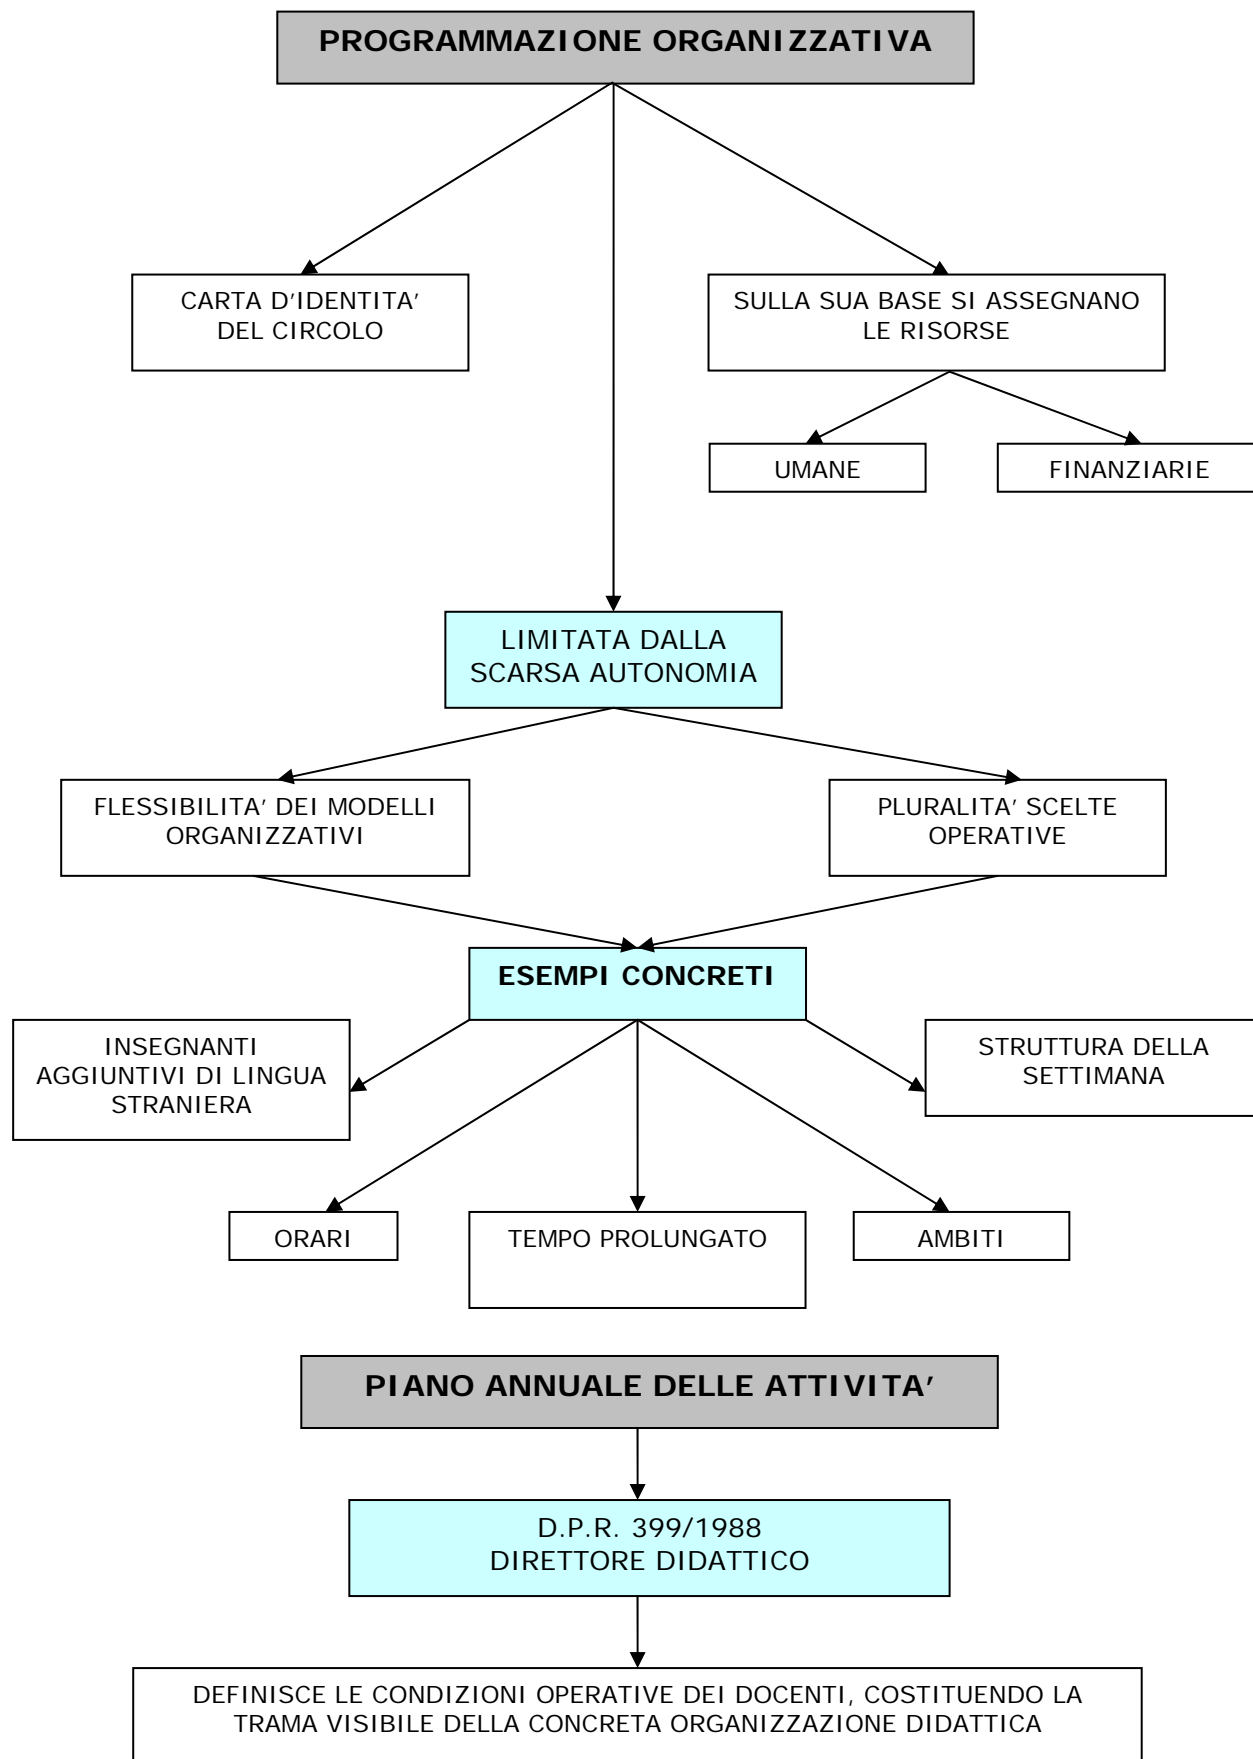 PROGRAMMAZIONE ORGANIZZATIVA
CARTA D'IDENTITA'
DEL CIRCOLO
SULLA SUA BASE SI ASSEGNANO
LE RISORSE
UMANE
FINANZIARIE
LIMITATA DALLA
SCARSA AUTONOMIA
FLESSIBILITA' DEI MODELLI
ORGANIZZATIVI
PLURALITA' SCELTE
OPERATIVE
ESEMPI CONCRETI
INSEGNANTI
AGGIUNTIVI DI LINGUA
STRANIERA
STRUTTURA DELLA
SETTIMANA
ORARI
TEMPO PROLUNGATO
AMBITI
PIANO ANNUALE DELLE ATTIVITA'
D.P.R. 399/1988
DIRETTORE DIDATTICO
DEFINISCE LE CONDIZIONI OPERATIVE DEI DOCENTI, COSTITUENDO LA
TRAMA VISIBILE DELLA CONCRETA ORGANIZZAZIONE DIDATTICA